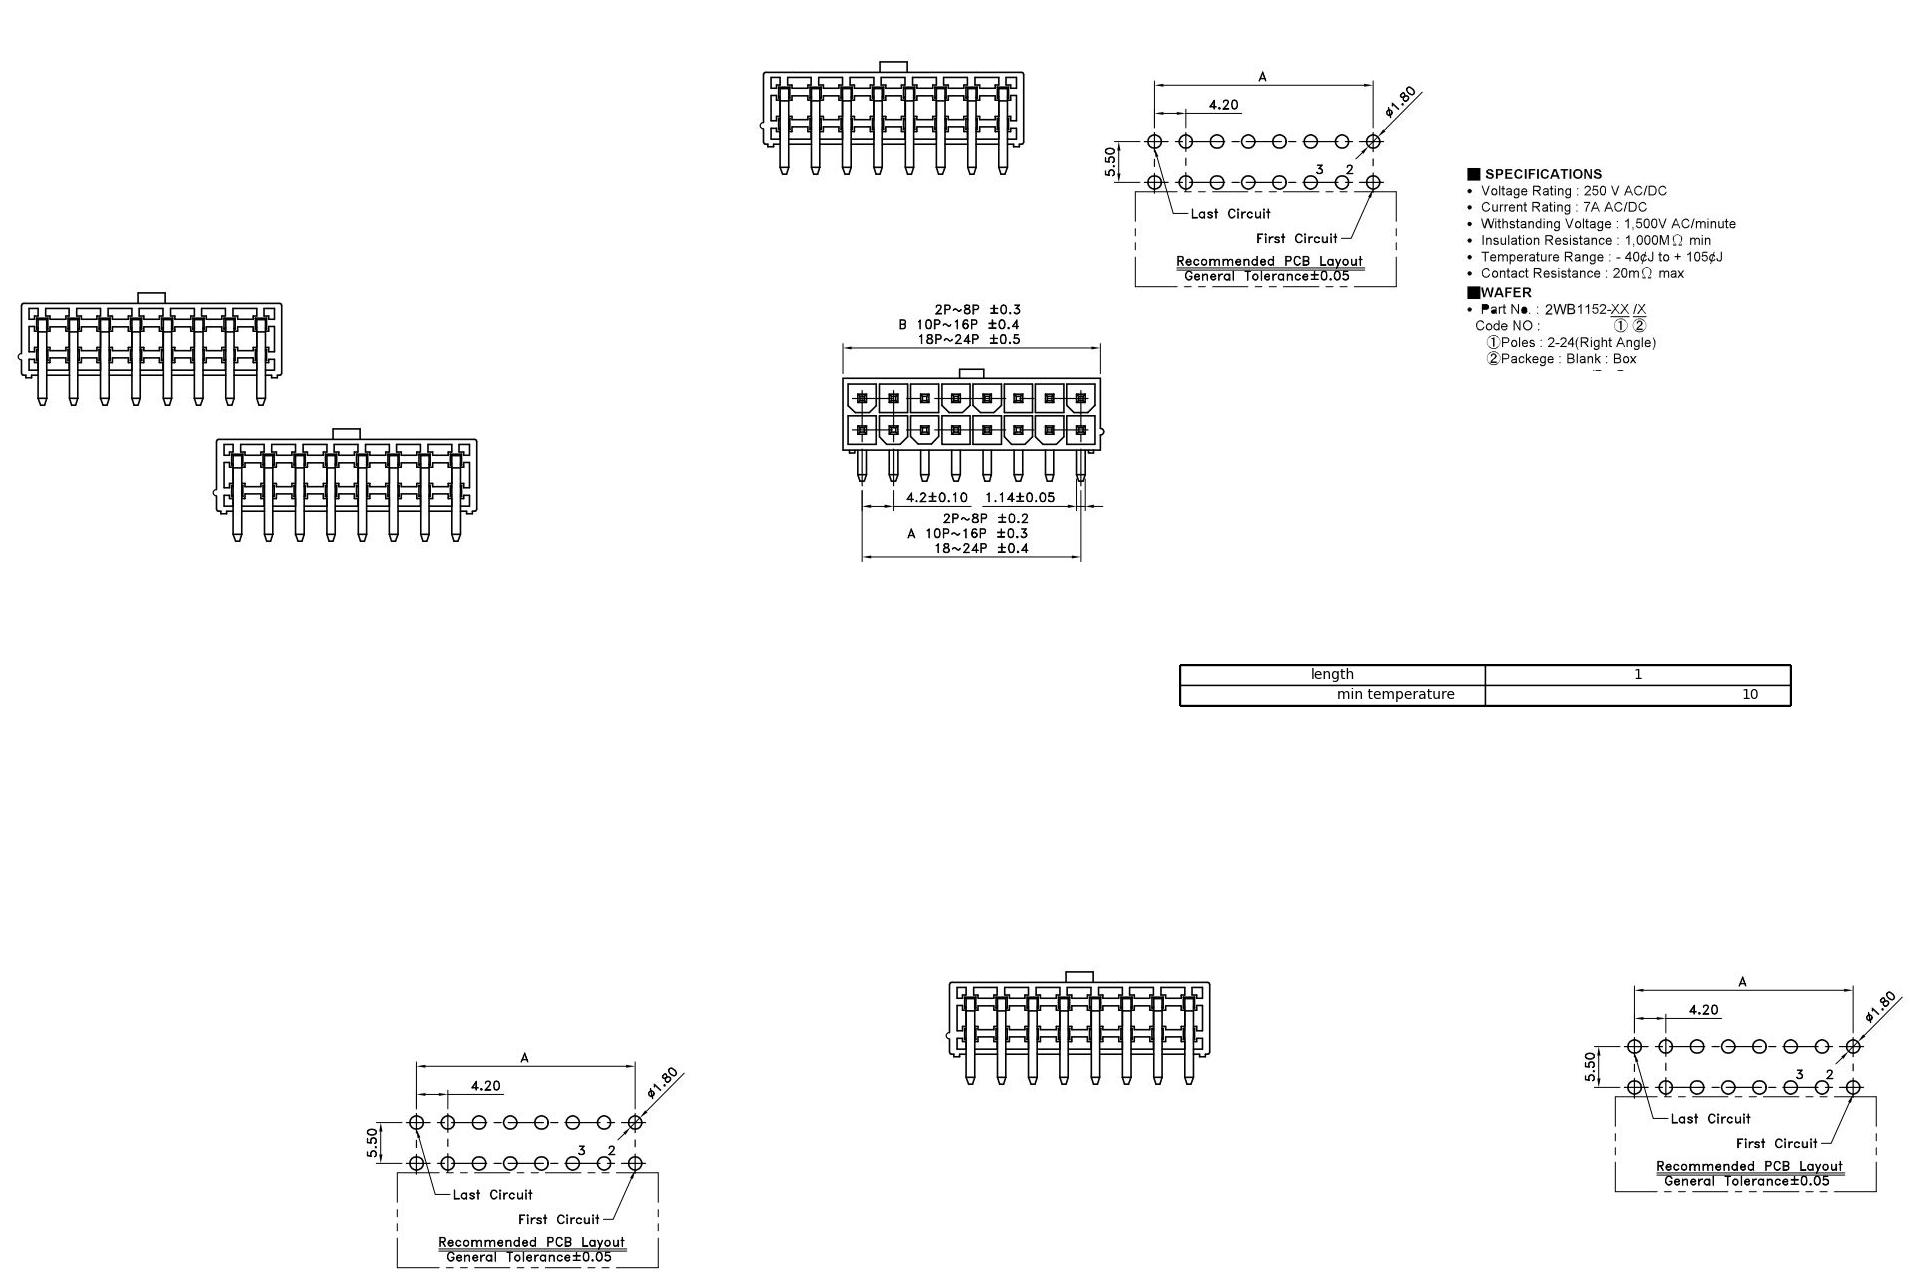 A
4.20
ø1.80
5.50
3 2
Last Circuit
First Circuit
Recommended PCB Layout
General Tolerance±0.05
■ SPECIFICATIONS
• Voltage Rating : 250 V AC/DC
• Current Rating : 7A AC/DC
• Withstanding Voltage : 1,500V AC/minute
• Insulation Resistance : 1,000MΩ min
• Temperature Range : - 40¢J to + 105¢J
• Contact Resistance : 20mΩ max
■WAFER
• Part No. : 2WB1152-XX /X
Code NO : ① ②
①Poles : 2-24(Right Angle)
②Packege : Blank : Box
2P~8P ±0.3
B 10P~16P ±0.4
18P~24P ±0.5
4.2±0.10 1.14±0.05
2P~8P ±0.2
A 10P~16P ±0.3
18~24P ±0.4
length 1
min temperature 10
A
4.20
ø1.80
5.50
3 2
Last Circuit
First Circuit
Recommended PCB Layout
General Tolerance±0.05
A
4.20
ø1.80
5.50
3 2
Last Circuit
First Circuit
Recommended PCB Layout
General Tolerance±0.05